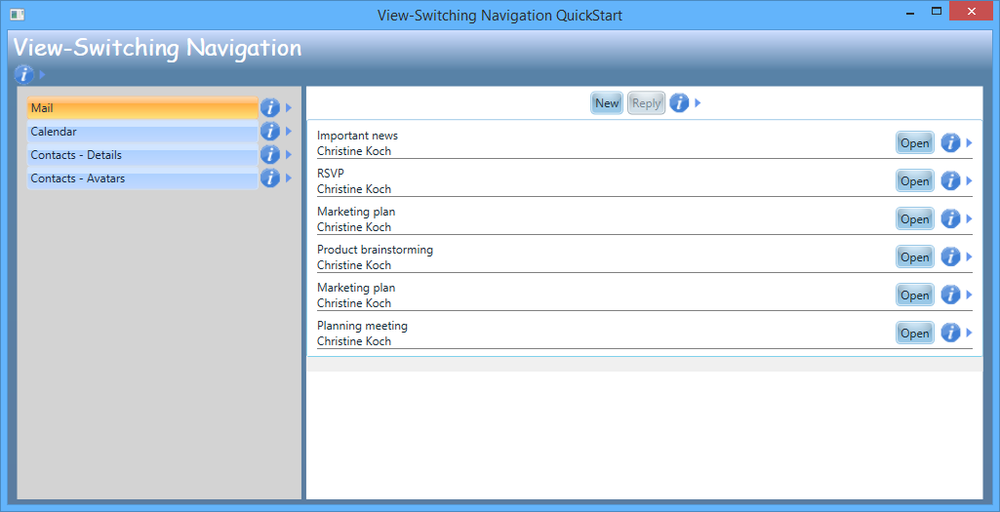 View-Switching Navigation QuickStart
View-Switching Navigation
Mail
Calendar
Contacts - Details
Contacts - Avatars
New Reply
Important news
Christine Koch
Open
RSVP
Christine Koch
Open
Marketing plan
Christine Koch
Open
Product brainstorming
Christine Koch
Open
Marketing plan
Christine Koch
Open
Planning meeting
Christine Koch
Open